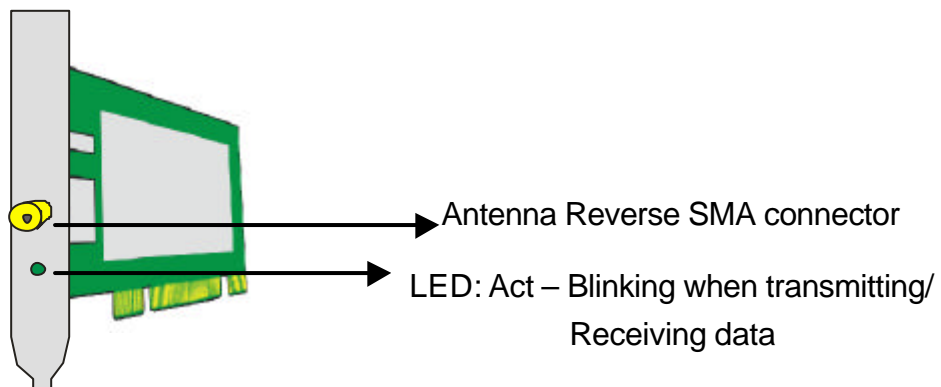 Antenna Reverse SMA connector
LED: Act – Blinking when transmitting/
Receiving data